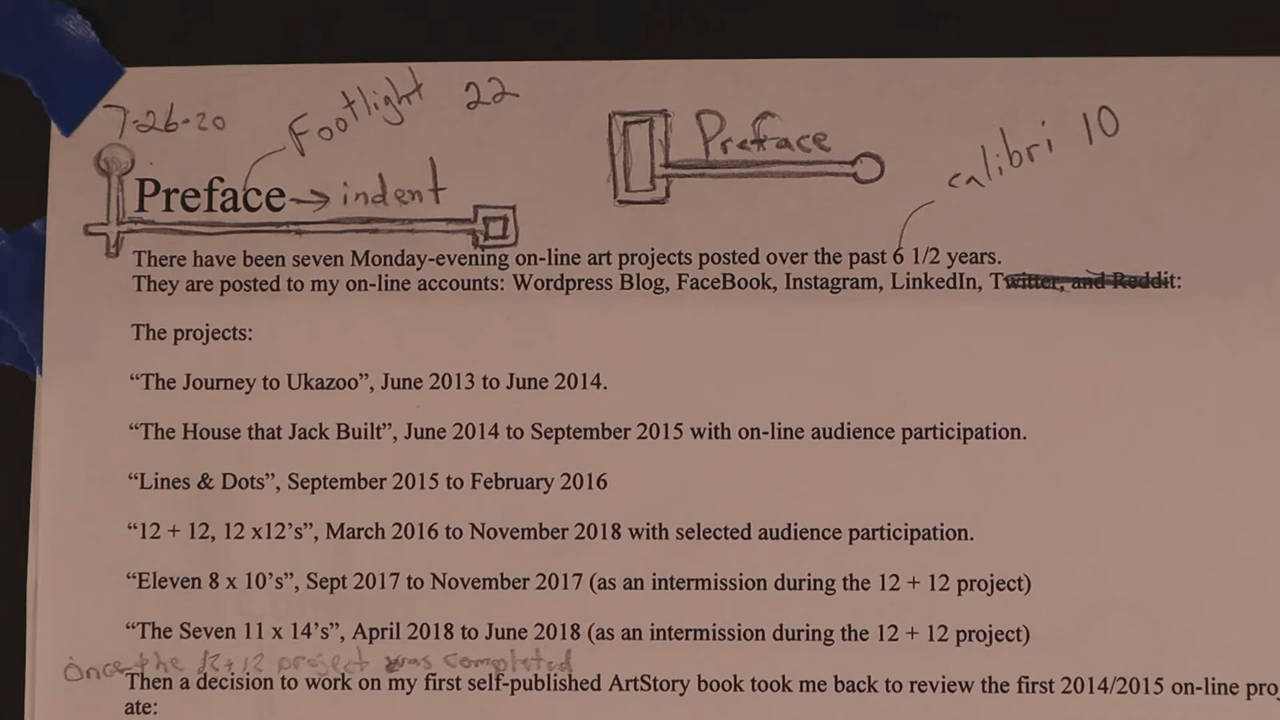 7-26-20
Footlight 22
Preface
calibri 10
Preface → indent
There have been seven Monday-evening on-line art projects posted over the past 6 1/2 years.
They are posted to my on-line accounts: Wordpress Blog, FaceBook, Instagram, LinkedIn, Twitter, and Reddit:
The projects:
“The Journey to Ukazoo”, June 2013 to June 2014.
“The House that Jack Built”, June 2014 to September 2015 with on-line audience participation.
“Lines & Dots”, September 2015 to February 2016
“12 + 12, 12 x12’s”, March 2016 to November 2018 with selected audience participation.
“Eleven 8 x 10’s”, Sept 2017 to November 2017 (as an intermission during the 12 + 12 project)
“The Seven 11 x 14’s”, April 2018 to June 2018 (as an intermission during the 12 + 12 project)
Once the 12 + 12 project was completed
Then a decision to work on my first self-published ArtStory book took me back to review the first 2014/2015 on-line pro
ate: